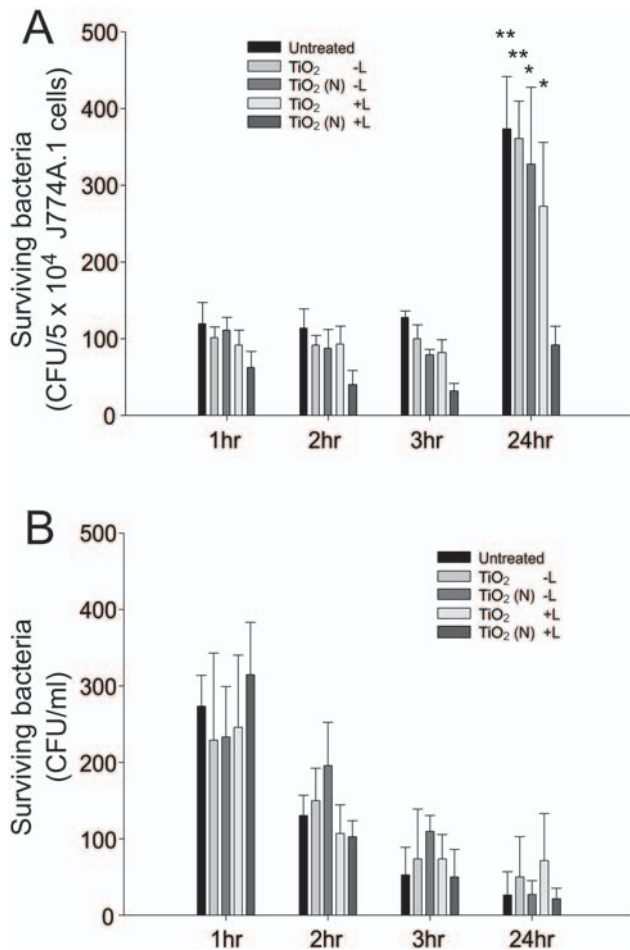 A
Surviving bacteria
(CFU/5 x 10⁴ J774A.1 cells)
500
400
300
200
100
0
Untreated
TiO₂ -L
TiO₂ (N) -L
TiO₂ +L
TiO₂ (N) +L
**
**
*
*
1hr 2hr 3hr 24hr
B
Surviving bacteria
(CFU/ml)
500
400
300
200
100
0
Untreated
TiO₂ -L
TiO₂ (N) -L
TiO₂ +L
TiO₂ (N) +L
1hr 2hr 3hr 24hr